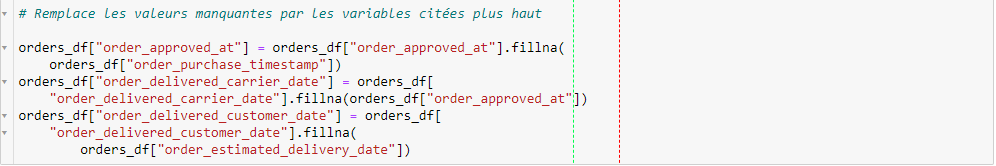 # Remplace les valeurs manquantes par les variables citées plus haut
orders_df["order_approved_at"] = orders_df["order_approved_at"].fillna(
    orders_df["order_purchase_timestamp"])
orders_df["order_delivered_carrier_date"] = orders_df[
    "order_delivered_carrier_date"].fillna(orders_df["order_approved_at"])
orders_df["order_delivered_customer_date"] = orders_df[
    "order_delivered_customer_date"].fillna(
        orders_df["order_estimated_delivery_date"])